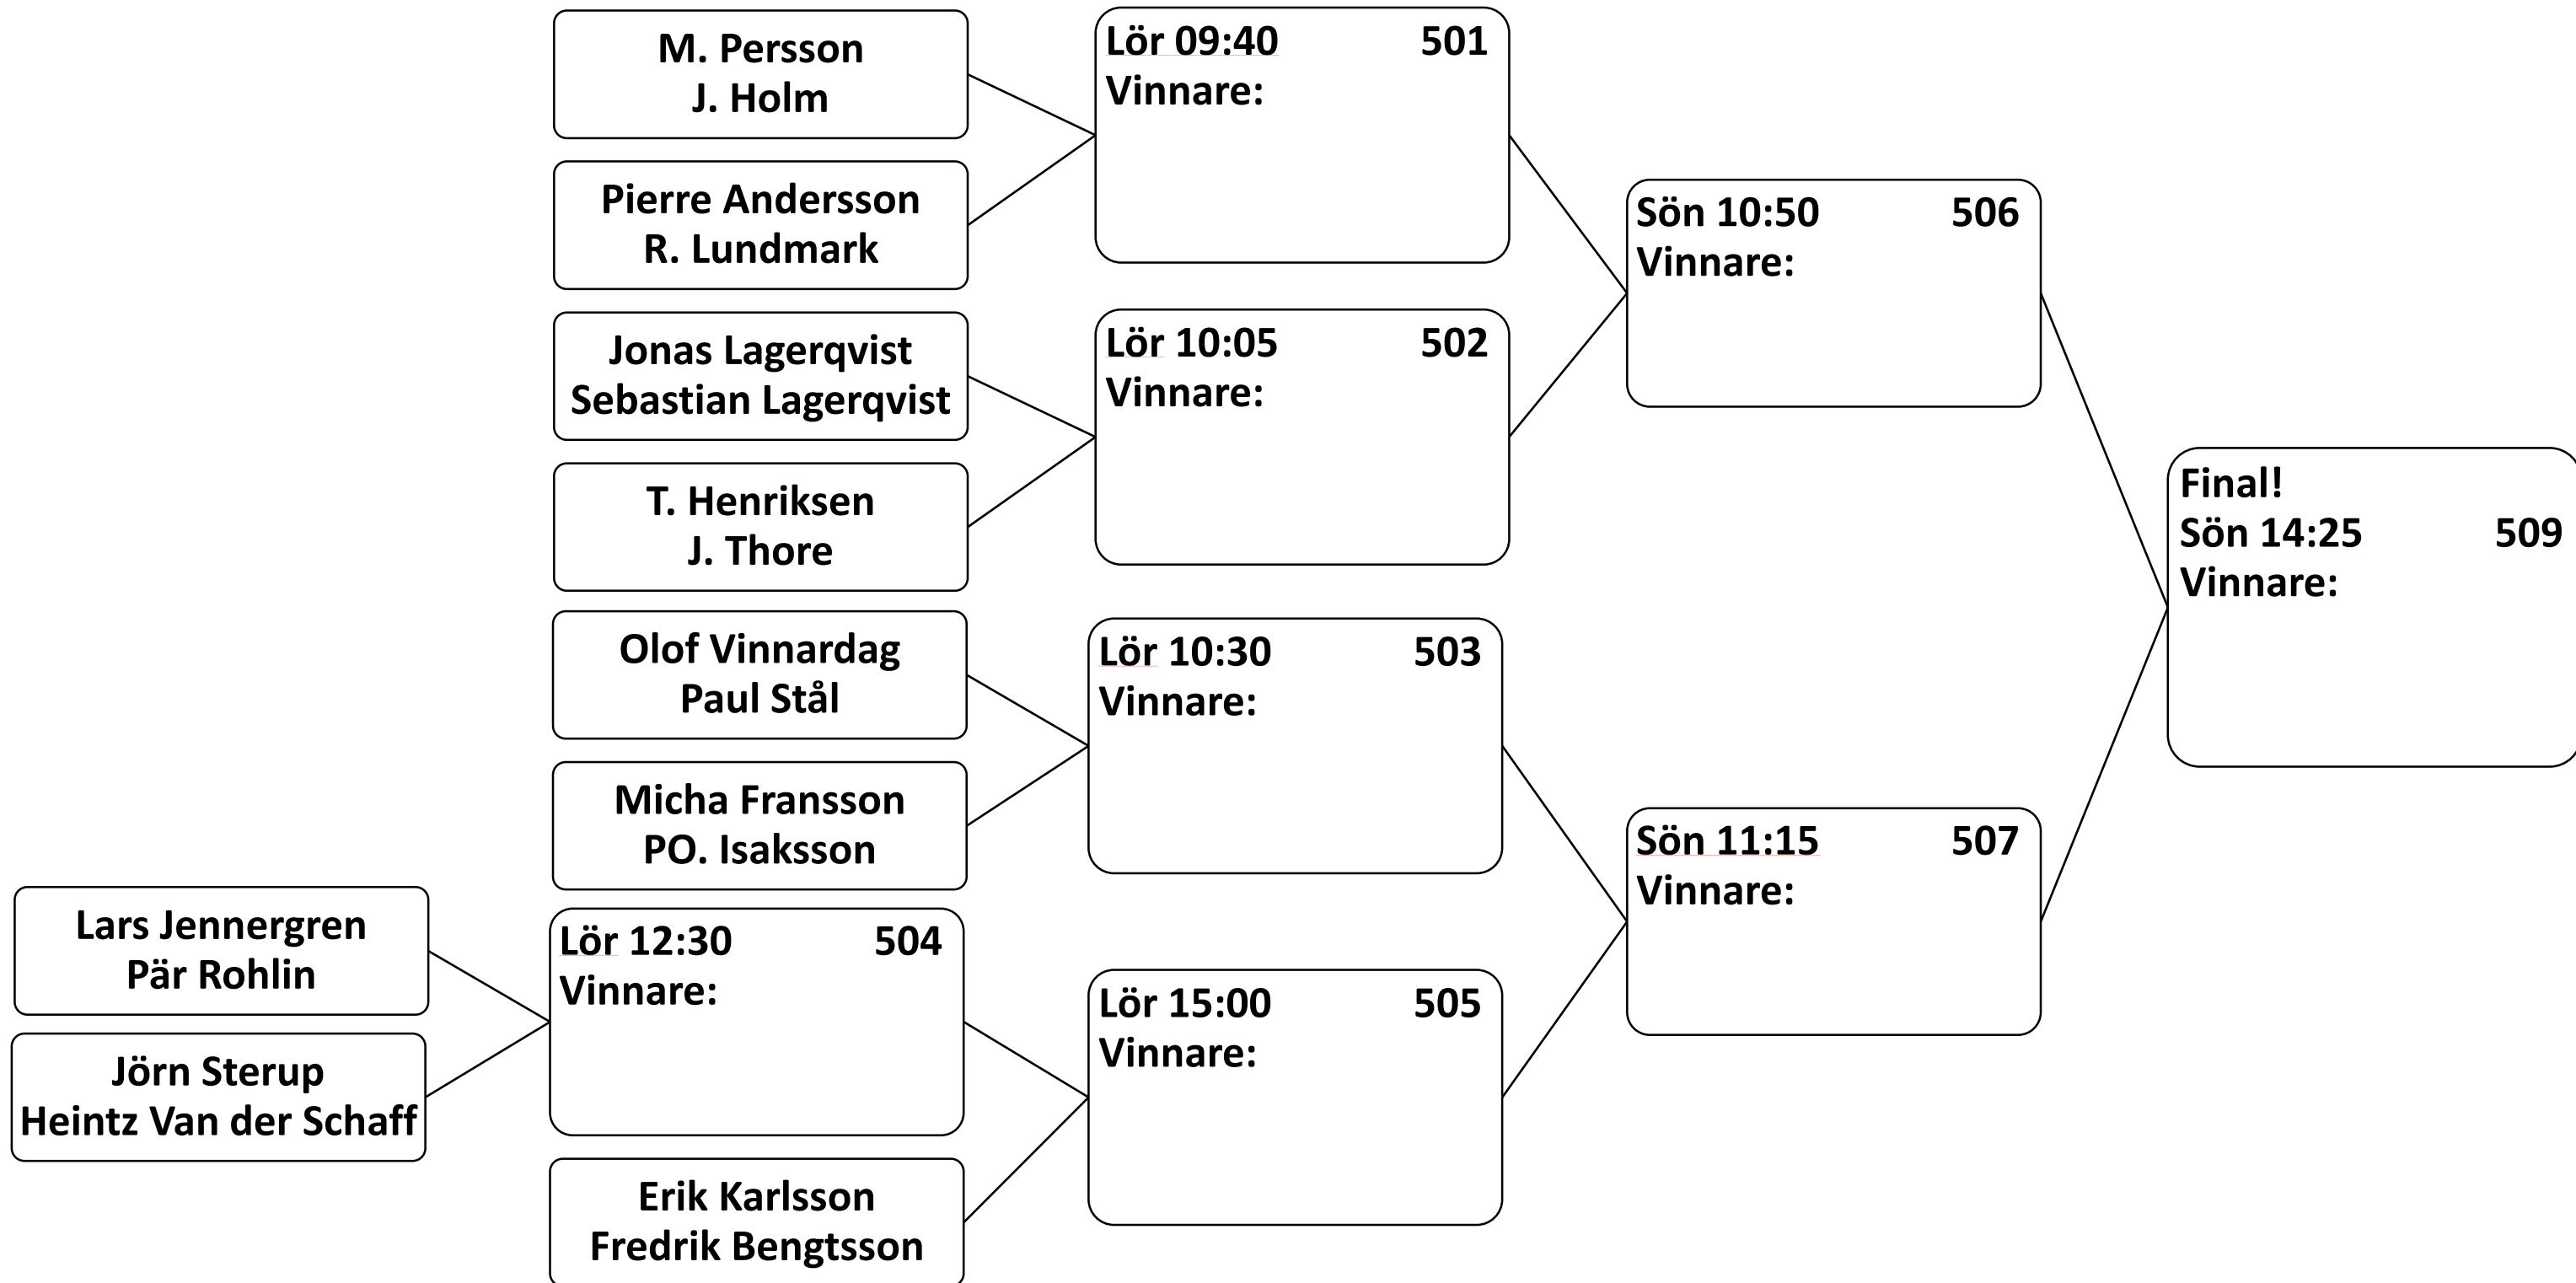 M. Persson
J. Holm
Pierre Andersson
R. Lundmark
Jonas Lagerqvist
Sebastian Lagerqvist
T. Henriksen
J. Thore
Olof Vinnardag
Paul Stål
Micha Fransson
PO. Isaksson
Lars Jennergren
Pär Rohlin
Jörn Sterup
Heintz Van der Schaff
Lör 12:30 504
Vinnare:
Erik Karlsson
Fredrik Bengtsson
Lör 09:40 501
Vinnare:
Lör 10:05 502
Vinnare:
Lör 10:30 503
Vinnare:
Lör 15:00 505
Vinnare:
Sön 10:50 506
Vinnare:
Sön 11:15 507
Vinnare:
Final!
Sön 14:25 509
Vinnare: